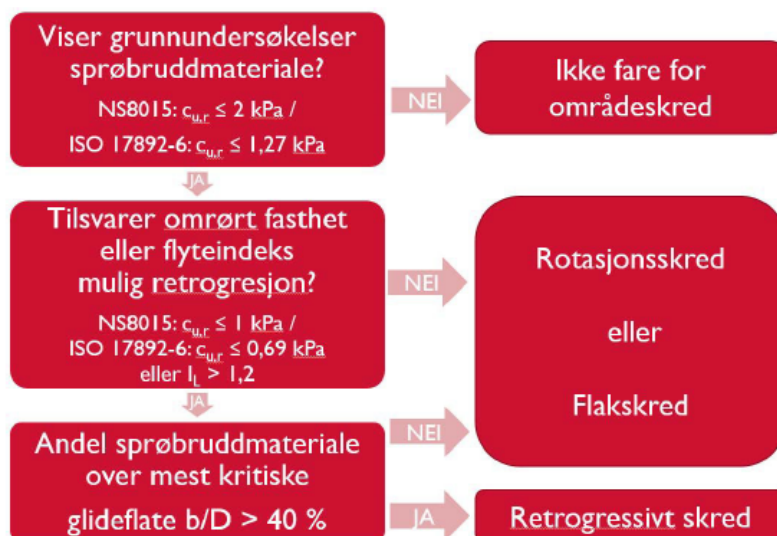 Viser grunnundersøkelser
sprøbruddmateriale?
NS8015: cu,r ≤ 2 kPa /
ISO 17892-6: cu,r ≤ 1,27 kPa
NEI
Ikke fare for
områdeskred
JA
Tilsvarer omrørt fasthet
eller flyteindeks
mulig retrogresjon?
NS8015: cu,r ≤ 1 kPa /
ISO 17892-6: cu,r ≤ 0,69 kPa
eller IL > 1,2
NEI
Rotasjonsskred
eller
Flakskred
JA
Andel sprøbruddmateriale
over mest kritiske
glideflate b/D > 40 %
NEI
JA
Retrogressivt skred